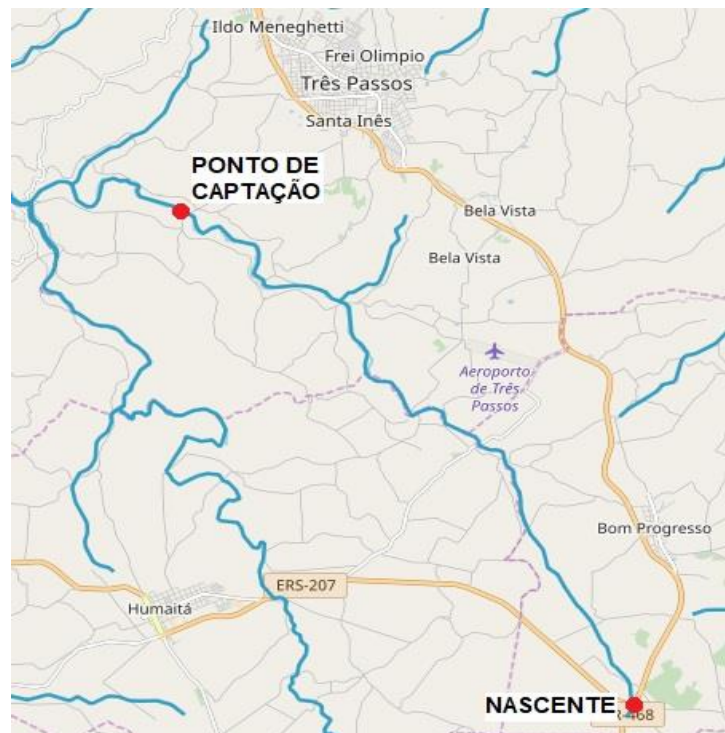 Ildo Meneghetti
Frei Olimpio
Três Passos
Santa Inês
PONTO DE
CAPTAÇÃO
Bela Vista
Bela Vista
Aeroporto
de Três
Passos
Bom Progresso
ERS-207
Humaitá
NASCENTE
-468